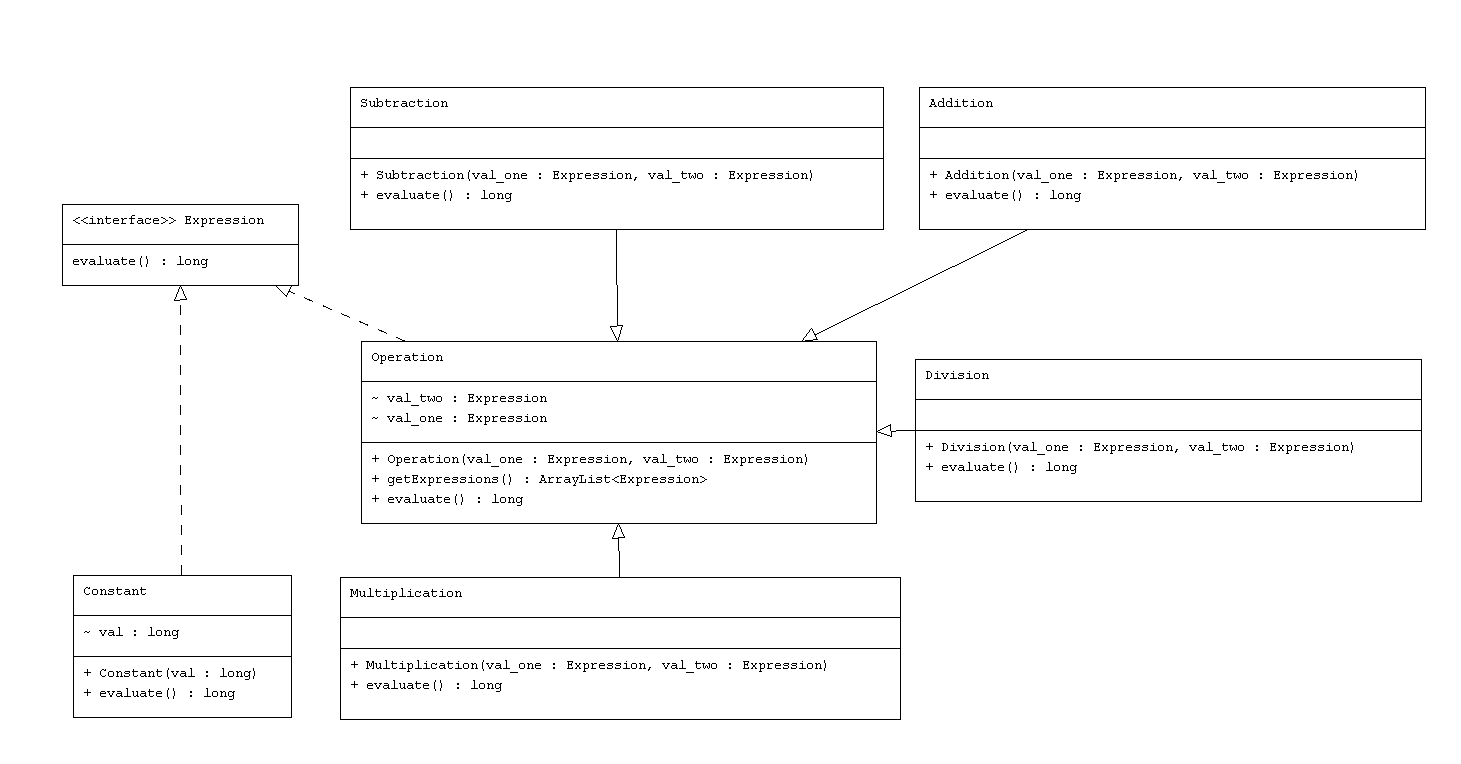 Subtraction
+ Subtraction(val_one : Expression, val_two : Expression)
+ evaluate() : long
Addition
+ Addition(val_one : Expression, val_two : Expression)
+ evaluate() : long
<<interface>> Expression
evaluate() : long
Operation
~ val_two : Expression
~ val_one : Expression
+ Operation(val_one : Expression, val_two : Expression)
+ getExpressions() : ArrayList<Expression>
+ evaluate() : long
Division
+ Division(val_one : Expression, val_two : Expression)
+ evaluate() : long
Constant
~ val : long
+ Constant(val : long)
+ evaluate() : long
Multiplication
+ Multiplication(val_one : Expression, val_two : Expression)
+ evaluate() : long